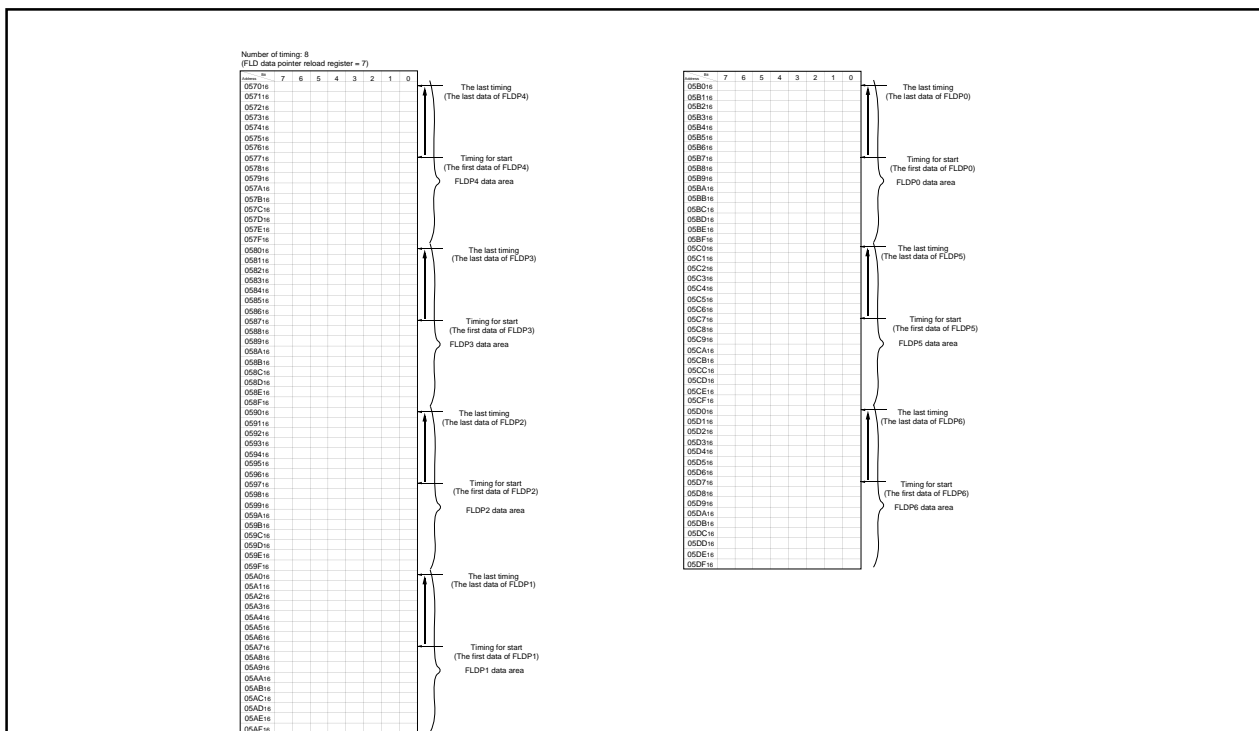 Number of timing: 8
(FLD data pointer reload register = 7)
Bit
Address
7 6 5 4 3 2 1 0
057016
057116
057216
057316
057416
057516
057616
057716
057816
057916
057A16
057B16
057C16
057D16
057E16
057F16
058016
058116
058216
058316
058416
058516
058616
058716
058816
058916
058A16
058B16
058C16
058D16
058E16
058F16
059016
059116
059216
059316
059416
059516
059616
059716
059816
059916
059A16
059B16
059C16
059D16
059E16
059F16
05A016
05A116
05A216
05A316
05A416
05A516
05A616
05A716
05A816
05A916
05AA16
05AB16
05AC16
05AD16
05AE16
05AF16
The last timing
(The last data of FLDP4)
Timing for start
(The first data of FLDP4)
FLDP4 data area
The last timing
(The last data of FLDP3)
Timing for start
(The first data of FLDP3)
FLDP3 data area
The last timing
(The last data of FLDP2)
Timing for start
(The first data of FLDP2)
FLDP2 data area
The last timing
(The last data of FLDP1)
Timing for start
(The first data of FLDP1)
FLDP1 data area
Bit
Address
7 6 5 4 3 2 1 0
05B016
05B116
05B216
05B316
05B416
05B516
05B616
05B716
05B816
05B916
05BA16
05BB16
05BC16
05BD16
05BE16
05BF16
05C016
05C116
05C216
05C316
05C416
05C516
05C616
05C716
05C816
05C916
05CA16
05CB16
05CC16
05CD16
05CE16
05CF16
05D016
05D116
05D216
05D316
05D416
05D516
05D616
05D716
05D816
05D916
05DA16
05DB16
05DC16
05DD16
05DE16
05DF16
The last timing
(The last data of FLDP0)
Timing for start
(The first data of FLDP0)
FLDP0 data area
The last timing
(The last data of FLDP5)
Timing for start
(The first data of FLDP5)
FLDP5 data area
The last timing
(The last data of FLDP6)
Timing for start
(The first data of FLDP6)
FLDP6 data area